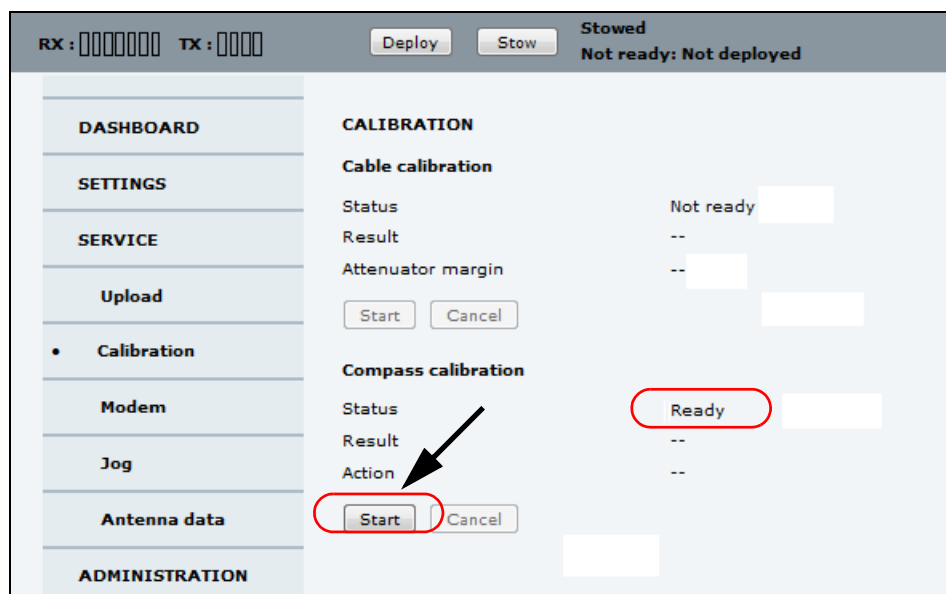 RX : TX : Deploy Stow Stowed
Not ready: Not deployed
DASHBOARD
SETTINGS
SERVICE
Upload
• Calibration
Modem
Jog
Antenna data
ADMINISTRATION
CALIBRATION
Cable calibration
Status Not ready
Result --
Attenuator margin --
Start Cancel
Compass calibration
Status Ready
Result --
Action --
Start Cancel